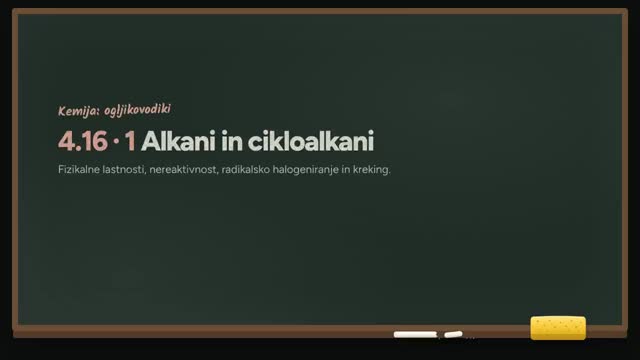 Kemija: ogljikovodiki
4.16 · 1 Alkani in cikloalkani
Fizikalne lastnosti, nereaktivnost, radikalsko halogeniranje in kreking.